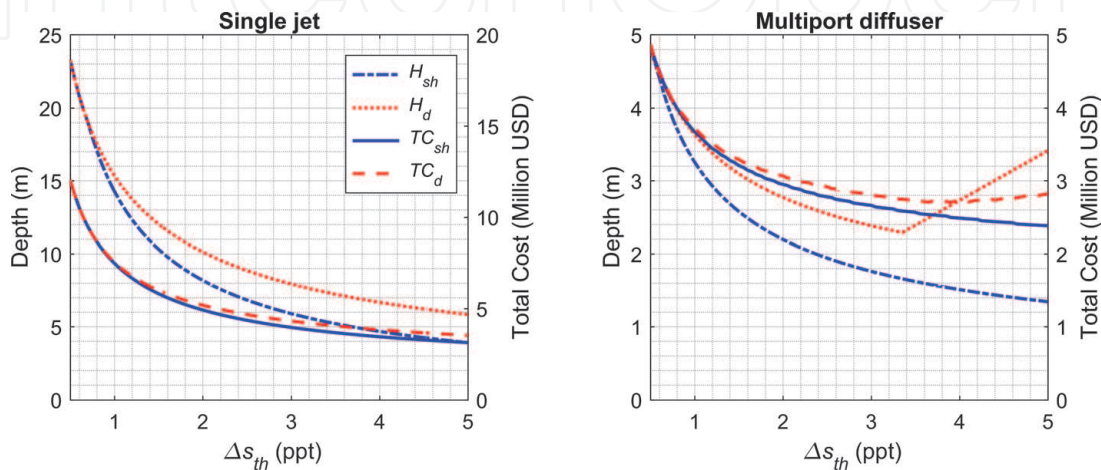 Single jet
Multiport diffuser
25
20
15
10
5
0
Depth (m)
20
15
10
5
0
Total Cost (Million USD)
H_sh
H_d
TC_sh
TC_d
1 2 3 4 5
Δs_th (ppt)
5
4
3
2
1
0
Depth (m)
5
4
3
2
1
0
Total Cost (Million USD)
1 2 3 4 5
Δs_th (ppt)